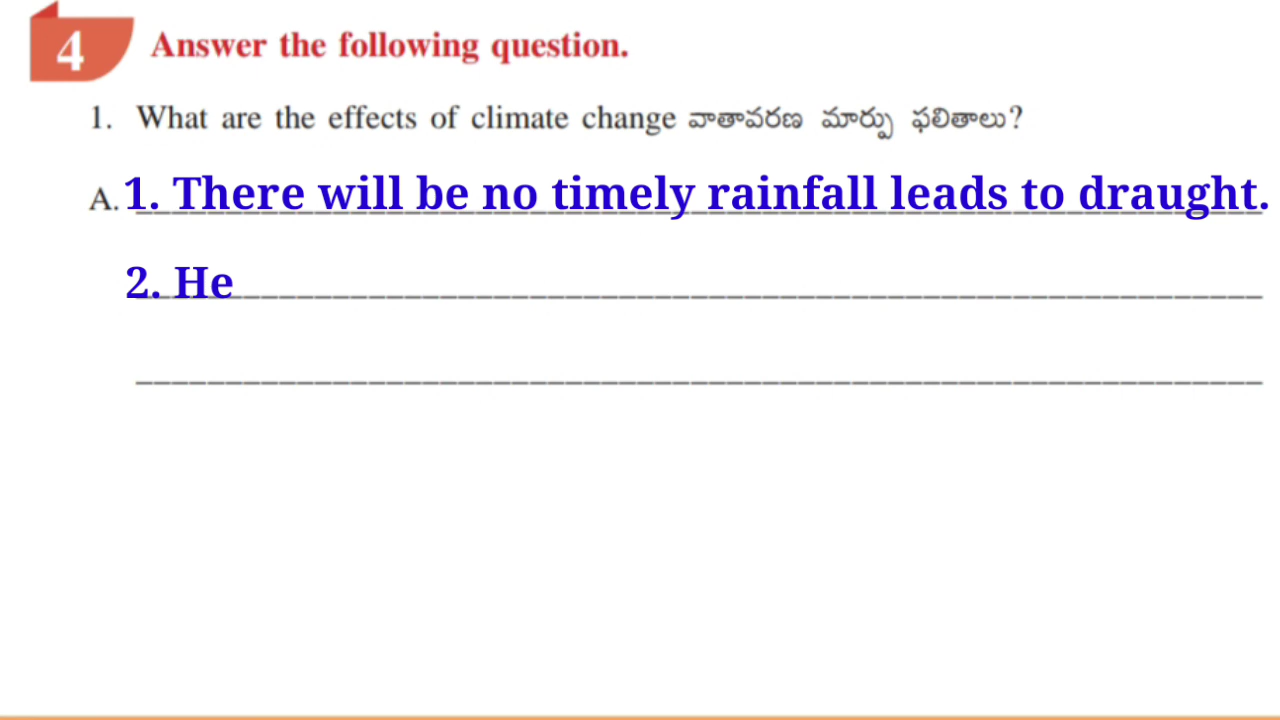 4 Answer the following question.
1. What are the effects of climate change వాతావరణ మార్పు ఫలితాలు?
A. 1. There will be no timely rainfall leads to draught.
2. He